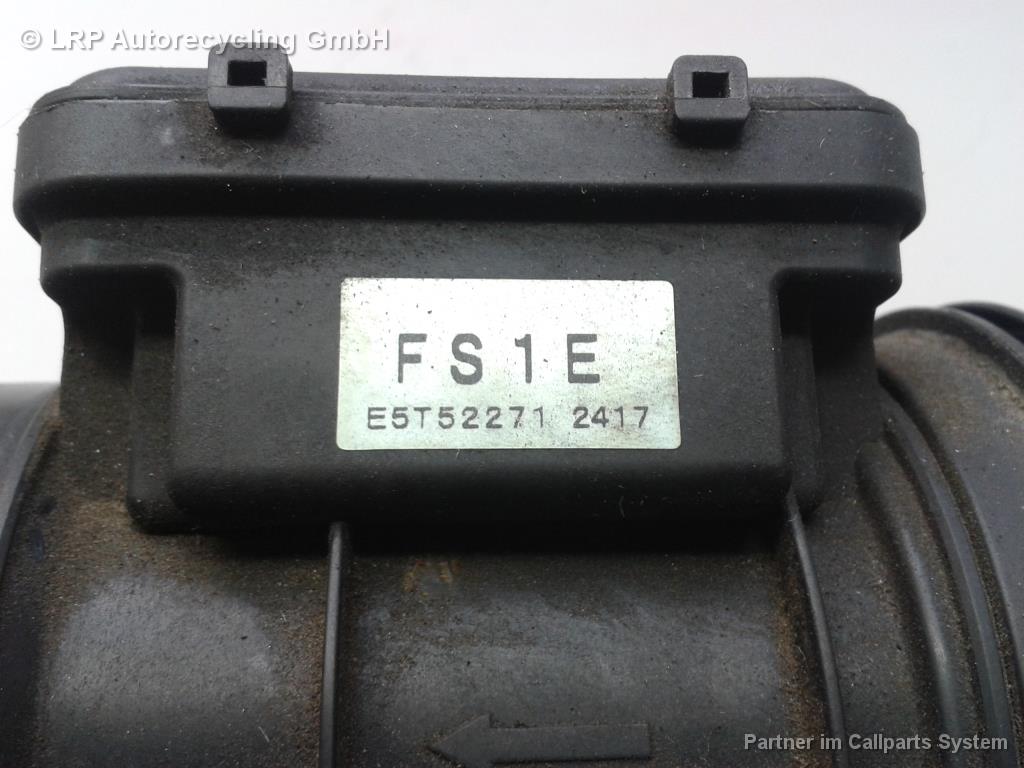 © LRP Autorecycling GmbH
FS1E
E5T52271 2417
Partner im Callparts System